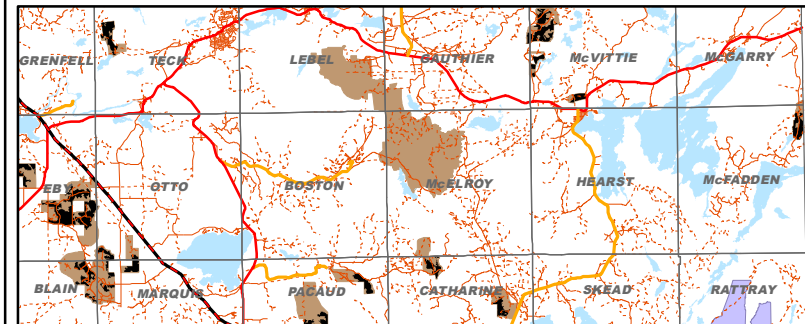 GRENFELL TECK LEBEL GAUTHIER McVITTIE McGARRY
EBY OTTO BOSTON McELROY HEARST McFADDEN
BLAIN MARQUIS PACAUD CATHARINE SKEAD RATTRAY